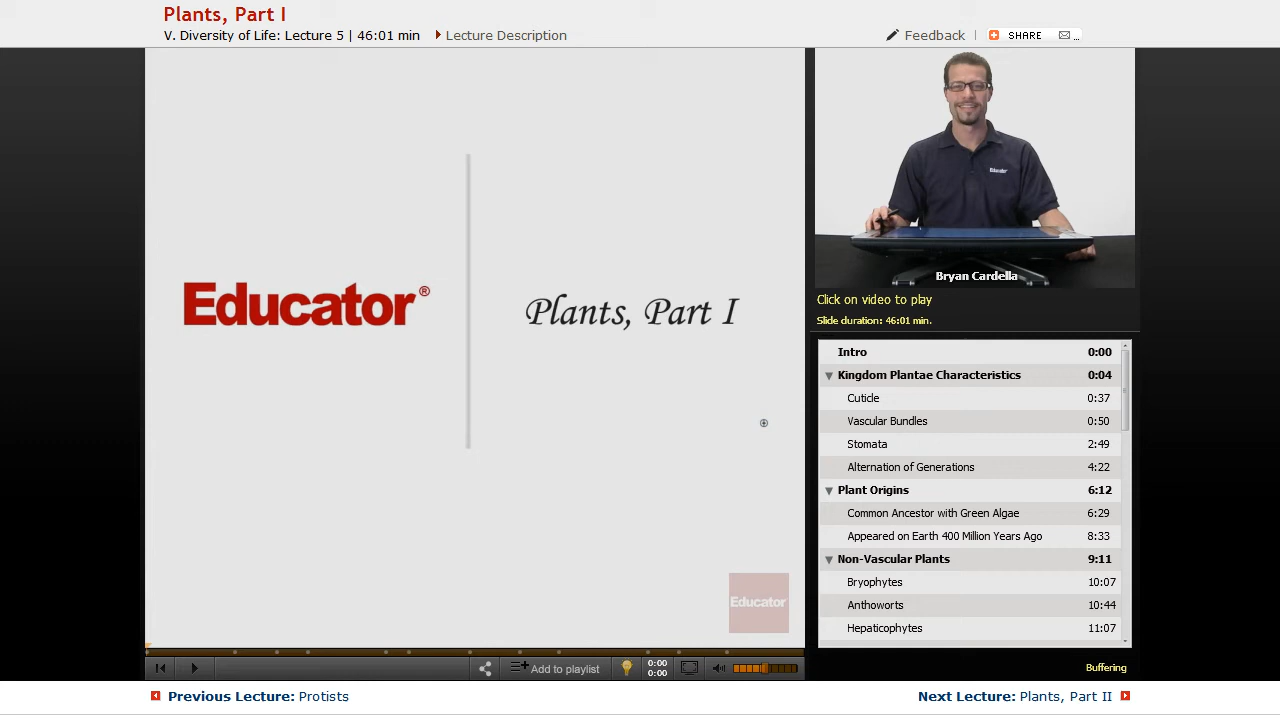 Plants, Part I
V. Diversity of Life: Lecture 5 | 46:01 min
Lecture Description
Feedback
SHARE
...
Educator®
Plants, Part I
Educator
Educator
Bryan Cardella
Click on video to play
Slide duration: 46:01 min.
Intro 0:00
Kingdom Plantae Characteristics 0:04
Cuticle 0:37
Vascular Bundles 0:50
Stomata 2:49
Alternation of Generations 4:22
Plant Origins 6:12
Common Ancestor with Green Algae 6:29
Appeared on Earth 400 Million Years Ago 8:33
Non-Vascular Plants 9:11
Bryophytes 10:07
Anthoworts 10:44
Hepaticophytes 11:07
Add to playlist
0:00
0:00
Buffering
Previous Lecture: Protists
Next Lecture: Plants, Part II